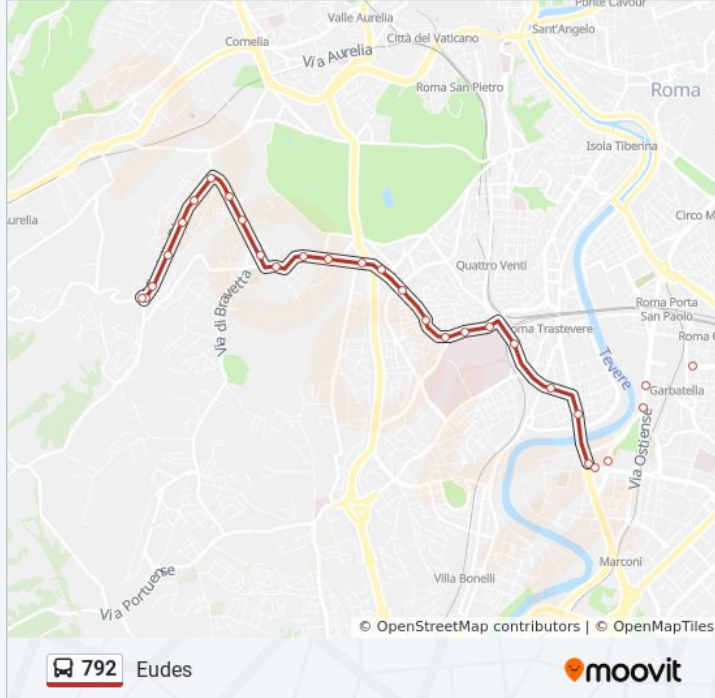 Ponte Cavour
Valle Aurelia
Sant'Angelo
Cornelia
Città del Vaticano
Via Aurelia
Roma San Pietro
Roma
Isola Tiberina
urelia
Circo M
Quattro Venti
Via di Bravetta
Roma Porta
San Paolo
oma Trastevere
Roma O
Tevere
Garbatella
Via Ostiense
Marconi
Villa Bonelli
Via Portuense
© OpenStreetMap contributors | © OpenMapTiles
792 Eudes
moovit